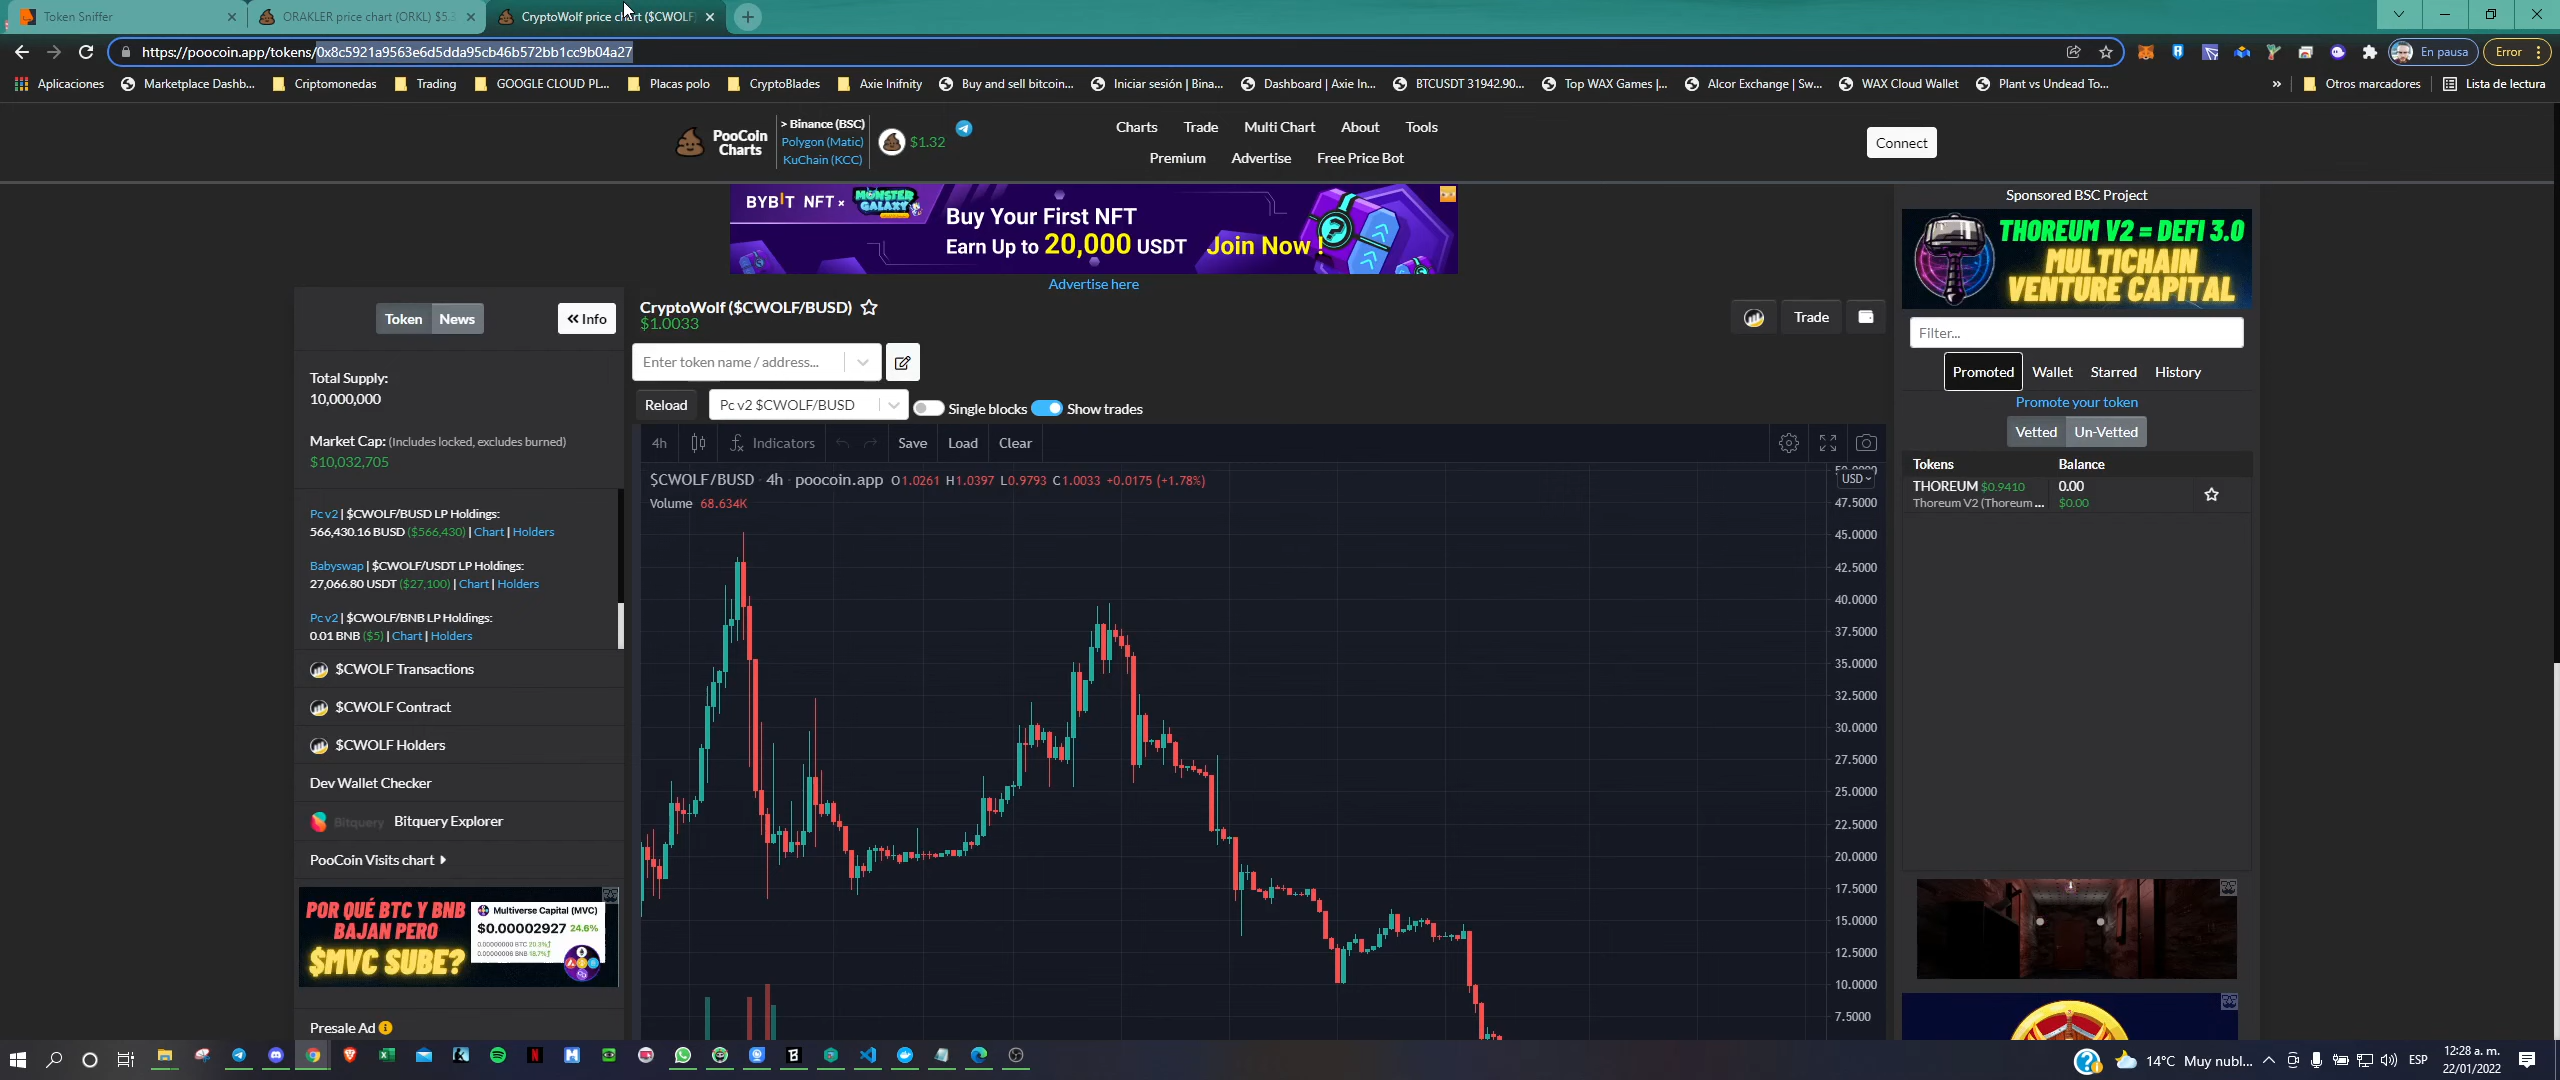 Token Sniffer
ORAKLER price chart (ORKL) $5.3
CryptoWolf price chart ($CWOLF)
https://poocoin.app/tokens/0x8c5921a9563e6d5dda95cb46b572bb1cc9b04a27
En pausa
Error
Aplicaciones
Marketplace Dashb...
Criptomonedas
Trading
GOOGLE CLOUD PL...
Placas polo
CryptoBlades
Axie Inifnity
Buy and sell bitcoin...
Iniciar sesión | Bina...
Dashboard | Axie In...
BTCUSDT 31942.90...
Top WAX Games |...
Alcor Exchange | Sw...
WAX Cloud Wallet
Plant vs Undead To...
»
Otros marcadores
Lista de lectura
PooCoin
Charts
> Binance (BSC)
Polygon (Matic)
KuChain (KCC)
$1.32
Charts
Trade
Multi Chart
About
Tools
Premium
Advertise
Free Price Bot
Connect
BYBIT NFT × MONSTER GALAXY
Buy Your First NFT
Earn Up to 20,000 USDT Join Now !
Advertise here
Sponsored BSC Project
THOREUM V2 = DEFI 3.0
MULTICHAIN
VENTURE CAPITAL
Token
News
« Info
Total Supply:
10,000,000
Market Cap: (Includes locked, excludes burned)
$10,032,705
Pc v2 | $CWOLF/BUSD LP Holdings:
566,430.16 BUSD ($566,430) | Chart | Holders
Babyswap | $CWOLF/USDT LP Holdings:
27,066.80 USDT ($27,100) | Chart | Holders
Pc v2 | $CWOLF/BNB LP Holdings:
0.01 BNB ($5) | Chart | Holders
$CWOLF Transactions
$CWOLF Contract
$CWOLF Holders
Dev Wallet Checker
Bitquery Bitquery Explorer
PooCoin Visits chart
POR QUÉ BTC Y BNB
BAJAN PERO
$MVC SUBE?
Multiverse Capital (MVC)
$0.00002927 24.6%
Presale Ad
CryptoWolf ($CWOLF/BUSD)
$1.0033
Trade
Enter token name / address...
Reload
Pc v2 $CWOLF/BUSD
Single blocks
Show trades
4h
Indicators
Save
Load
Clear
$CWOLF/BUSD · 4h · poocoin.app O1.0261 H1.0397 L0.9793 C1.0033 +0.0175 (+1.78%)
Volume 68.634K
50.0000
USD
47.5000
45.0000
42.5000
40.0000
37.5000
35.0000
32.5000
30.0000
27.5000
25.0000
22.5000
20.0000
17.5000
15.0000
12.5000
10.0000
7.5000
Filter...
Promoted
Wallet
Starred
History
Promote your token
Vetted
Un-Vetted
Tokens
Balance
THOREUM $0.9410
0.00
Thoreum V2 (Thoreum ...
$0.00
14°C Muy nubl...
ESP
12:28 a. m.
22/01/2022